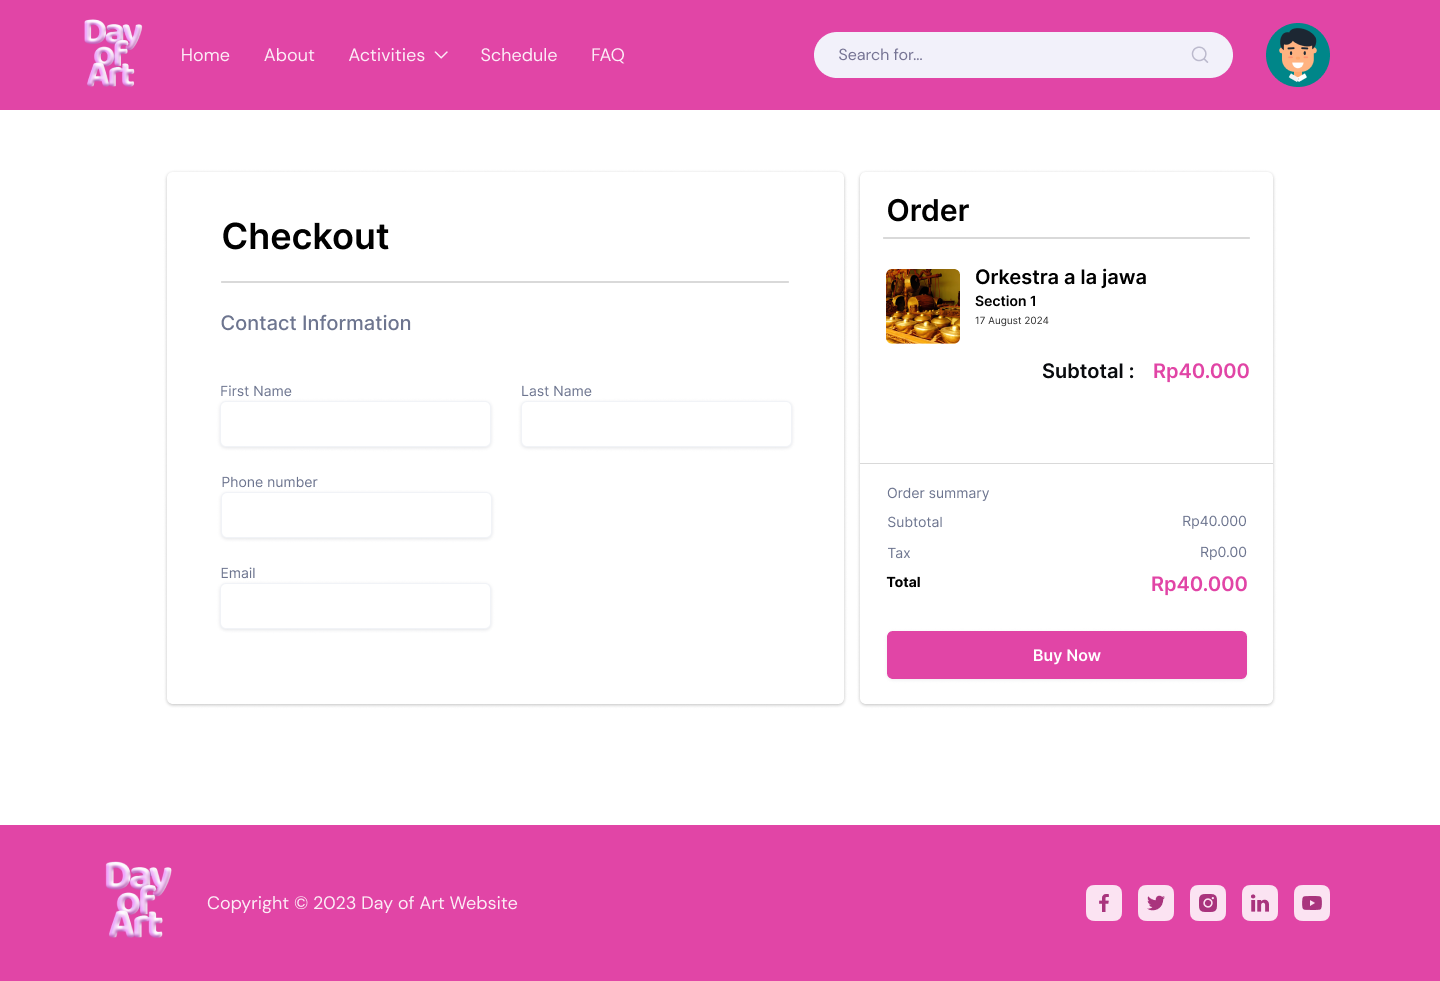 Day
of
Art
Home About Activities Schedule FAQ
Search for...
Checkout
Contact Information
First Name
Last Name
Phone number
Email
Order
Orkestra a la jawa
Section 1
17 August 2024
Subtotal : Rp40.000
Order summary
Subtotal Rp40.000
Tax Rp0.00
Total Rp40.000
Buy Now
Day
of
Art
Copyright © 2023 Day of Art Website